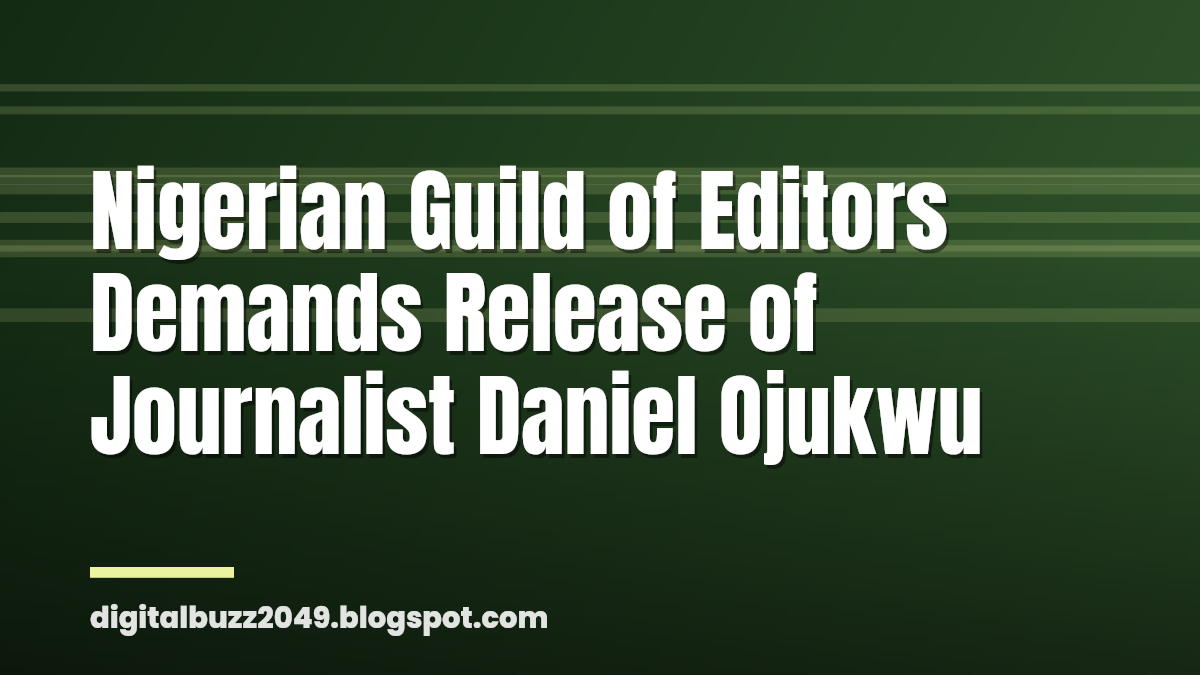 Nigerian Guild of Editors
Demands Release of
Journalist Daniel Ojukwu
digitalbuzz2049.blogspot.com